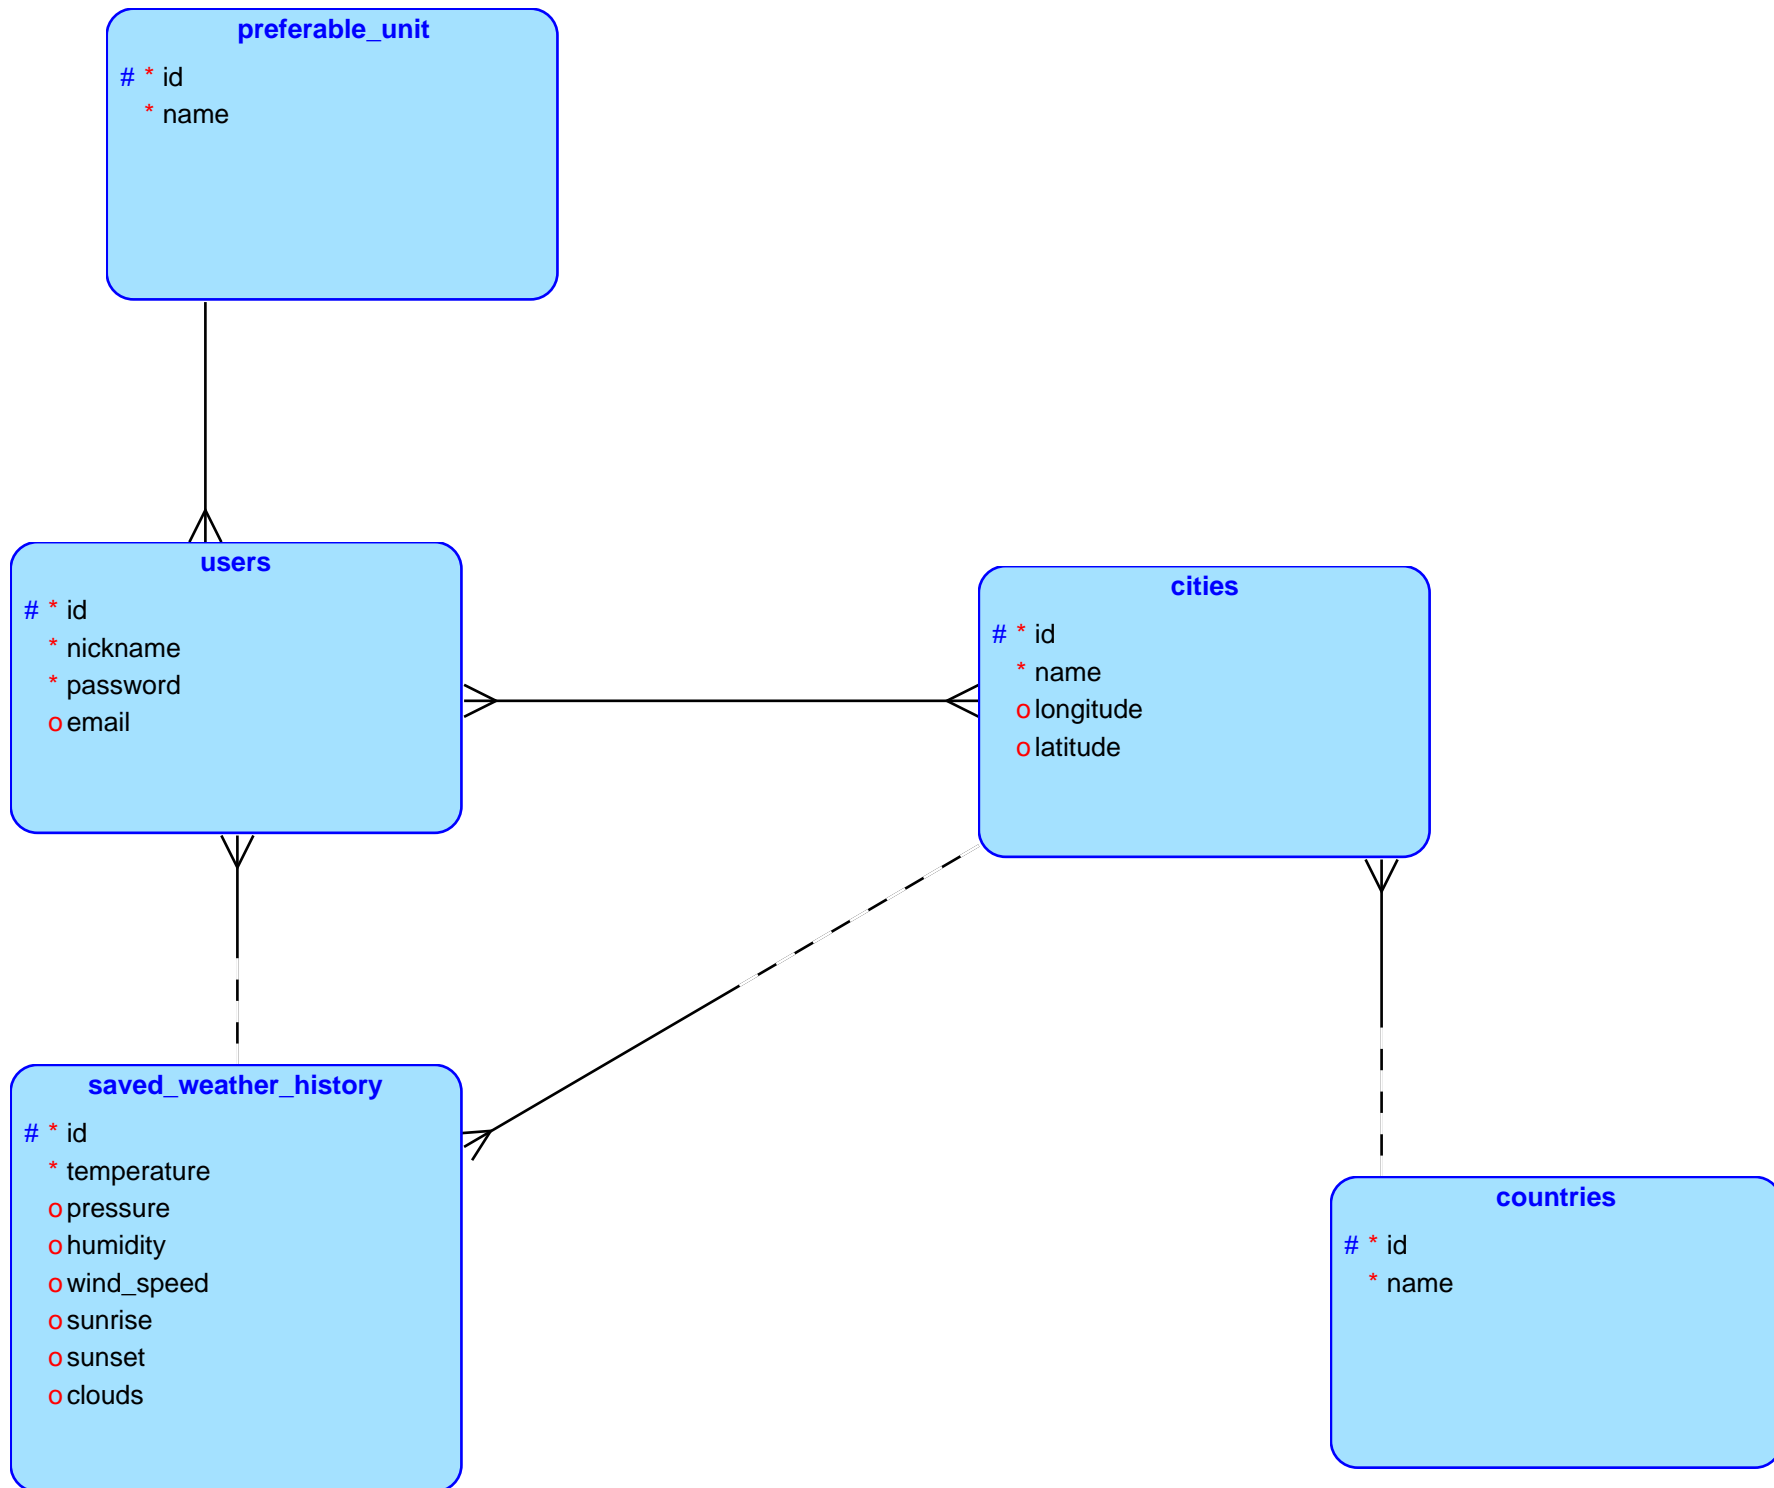 preferable_unit
# * id
* name
users
# * id
* nickname
* password
o email
cities
# * id
* name
o longitude
o latitude
saved_weather_history
# * id
* temperature
o pressure
o humidity
o wind_speed
o sunrise
o sunset
o clouds
countries
# * id
* name